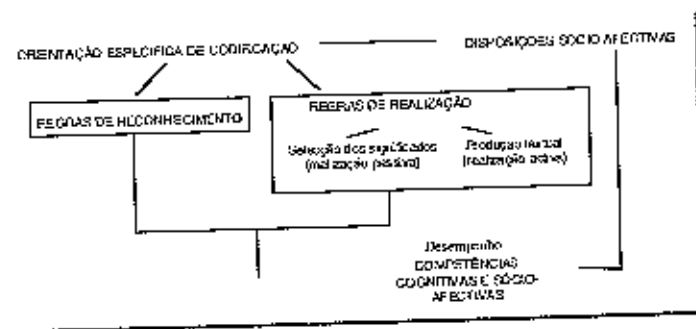 ORIENTAÇÃO ESPECÍFICA DE CODIFICAÇÃO
DISPOSIÇÕES SÓCIO AFECTIVAS
REGRAS DE RECONHECIMENTO
REGRAS DE REALIZAÇÃO
Selecção dos significados
(realização passiva)
Produção textual
(realização activa)
Desempenho
COMPETÊNCIAS
COGNITIVAS E SÓCIO-
AFECTIVAS